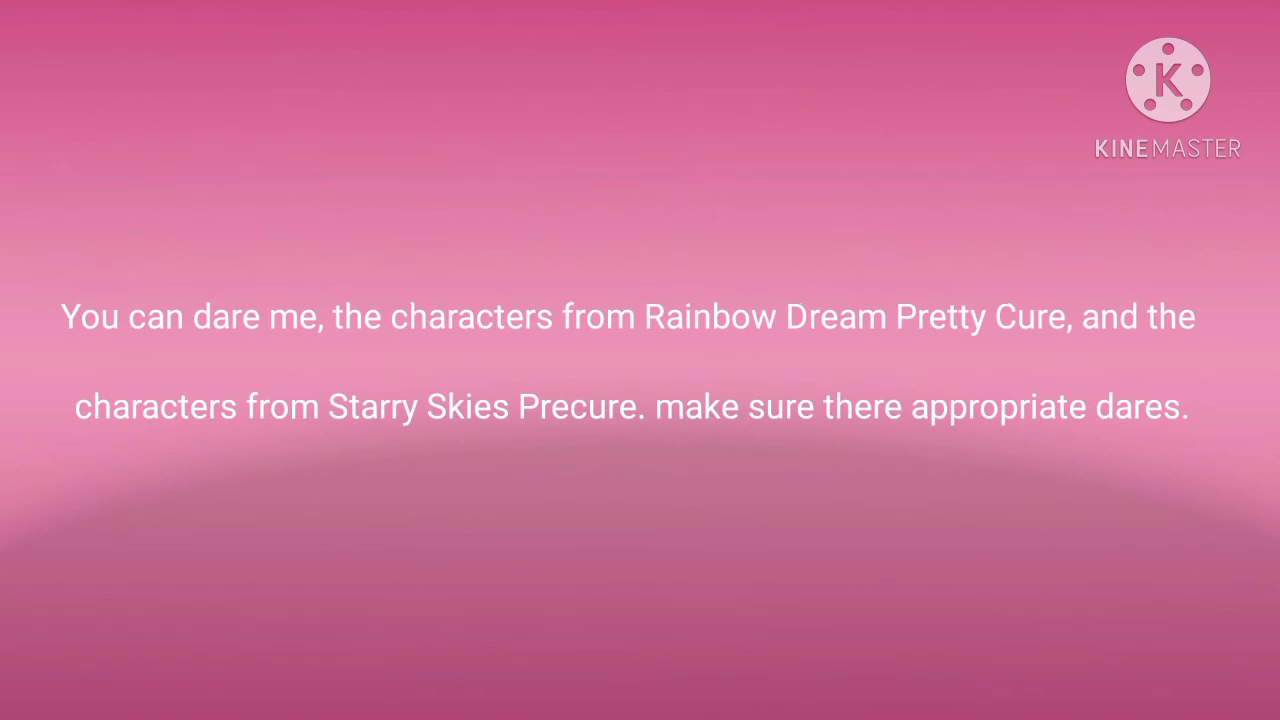 K
KINEMASTER
You can dare me, the characters from Rainbow Dream Pretty Cure, and the
characters from Starry Skies Precure. make sure there appropriate dares.